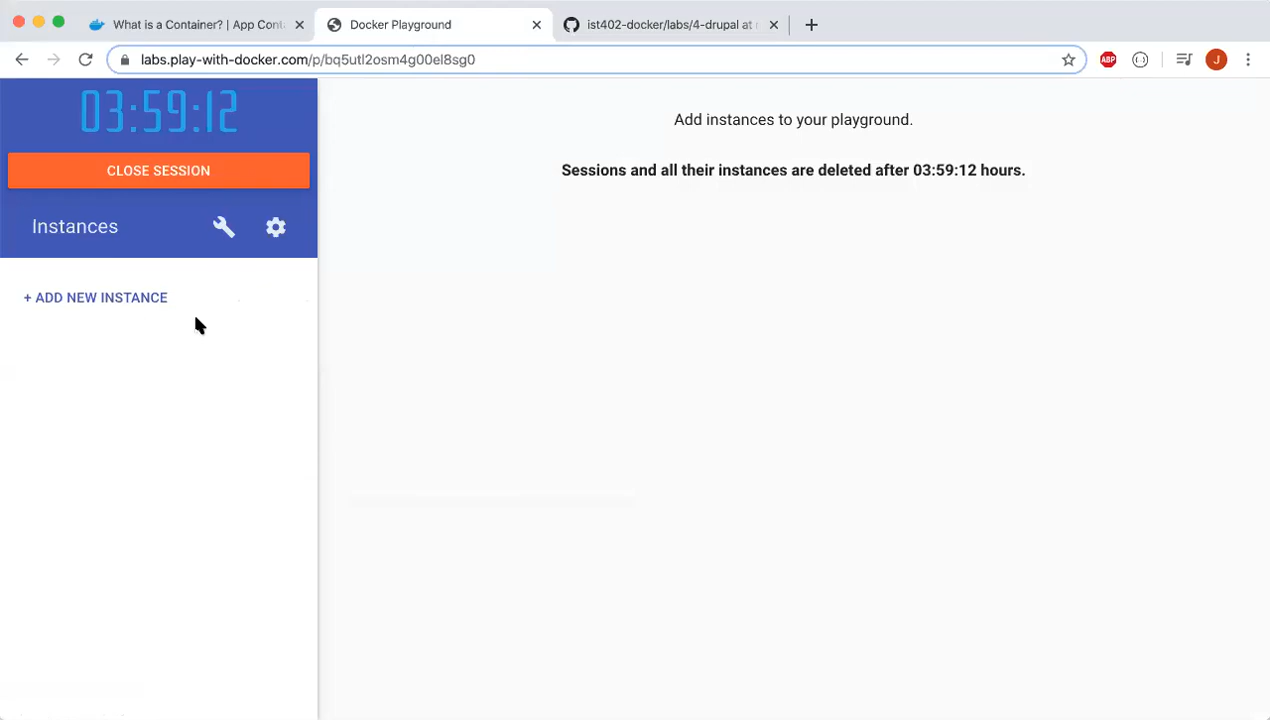 What is a Container? | App Cont
Docker Playground
ist402-docker/labs/4-drupal at
labs.play-with-docker.com/p/bq5utl2osm4g00el8sg0
ABP
J
03:59:12
CLOSE SESSION
Instances
+ ADD NEW INSTANCE
Add instances to your playground.
Sessions and all their instances are deleted after 03:59:12 hours.